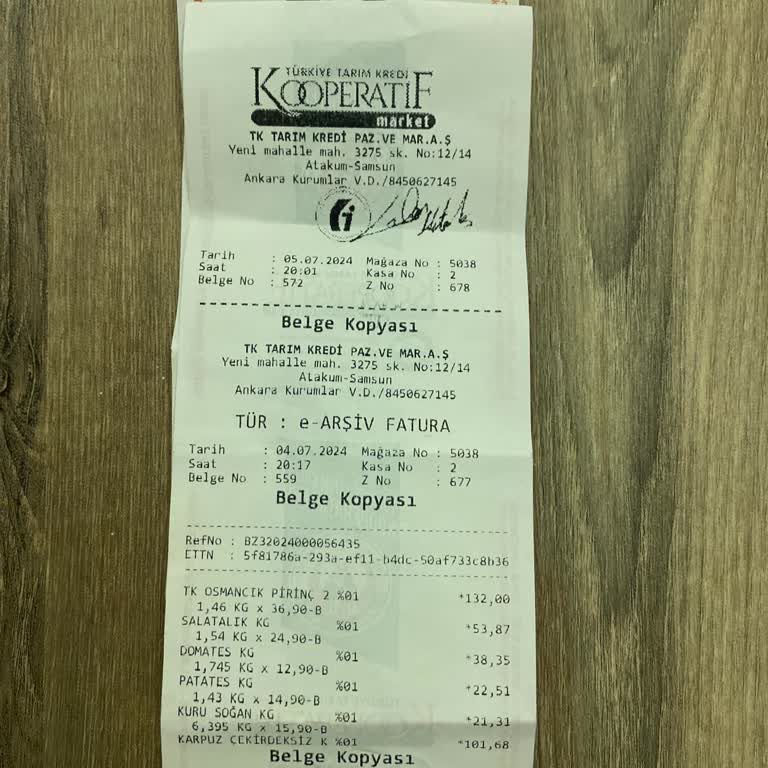 TÜRKİYE TARIM KREDİ
KOOPERATİF
market
TK TARIM KREDİ PAZ.VE MAR.A.Ş
Yeni mahalle mah. 3275 sk. No:12/14
Atakum-Samsun
Ankara Kurumlar V.D./8450627145
Tarih : 05.07.2024 Mağaza No : 5038
Saat : 20:01 Kasa No : 2
Belge No : 572 Z No : 678
Belge Kopyası
TK TARIM KREDİ PAZ.VE MAR.A.Ş
Yeni mahalle mah. 3275 sk. No:12/14
Atakum-Samsun
Ankara Kurumlar V.D./8450627145
TÜR : e-ARŞİV FATURA
Tarih : 04.07.2024 Mağaza No : 5038
Saat : 20:17 Kasa No : 2
Belge No : 559 Z No : 677
Belge Kopyası
RefNo : BZ32024000056435
ETTN : 5f81786a-293a-ef11-b4dc-50af733c8b36
TK OSMANCIK PİRİNÇ 2 %01 *132,00
1,46 KG x 36,90-B
SALATALIK KG %01 *53,87
1,54 KG x 24,90-B
DOMATES KG %01 *38,35
1,745 KG x 12,90-B
PATATES KG %01 *22,51
1,43 KG x 14,90-B
KURU SOĞAN KG %01 *21,31
6,395 KG x 15,90-B
KARPUZ ÇEKİRDEKSİZ K %01 *101,68
Belge Kopyası